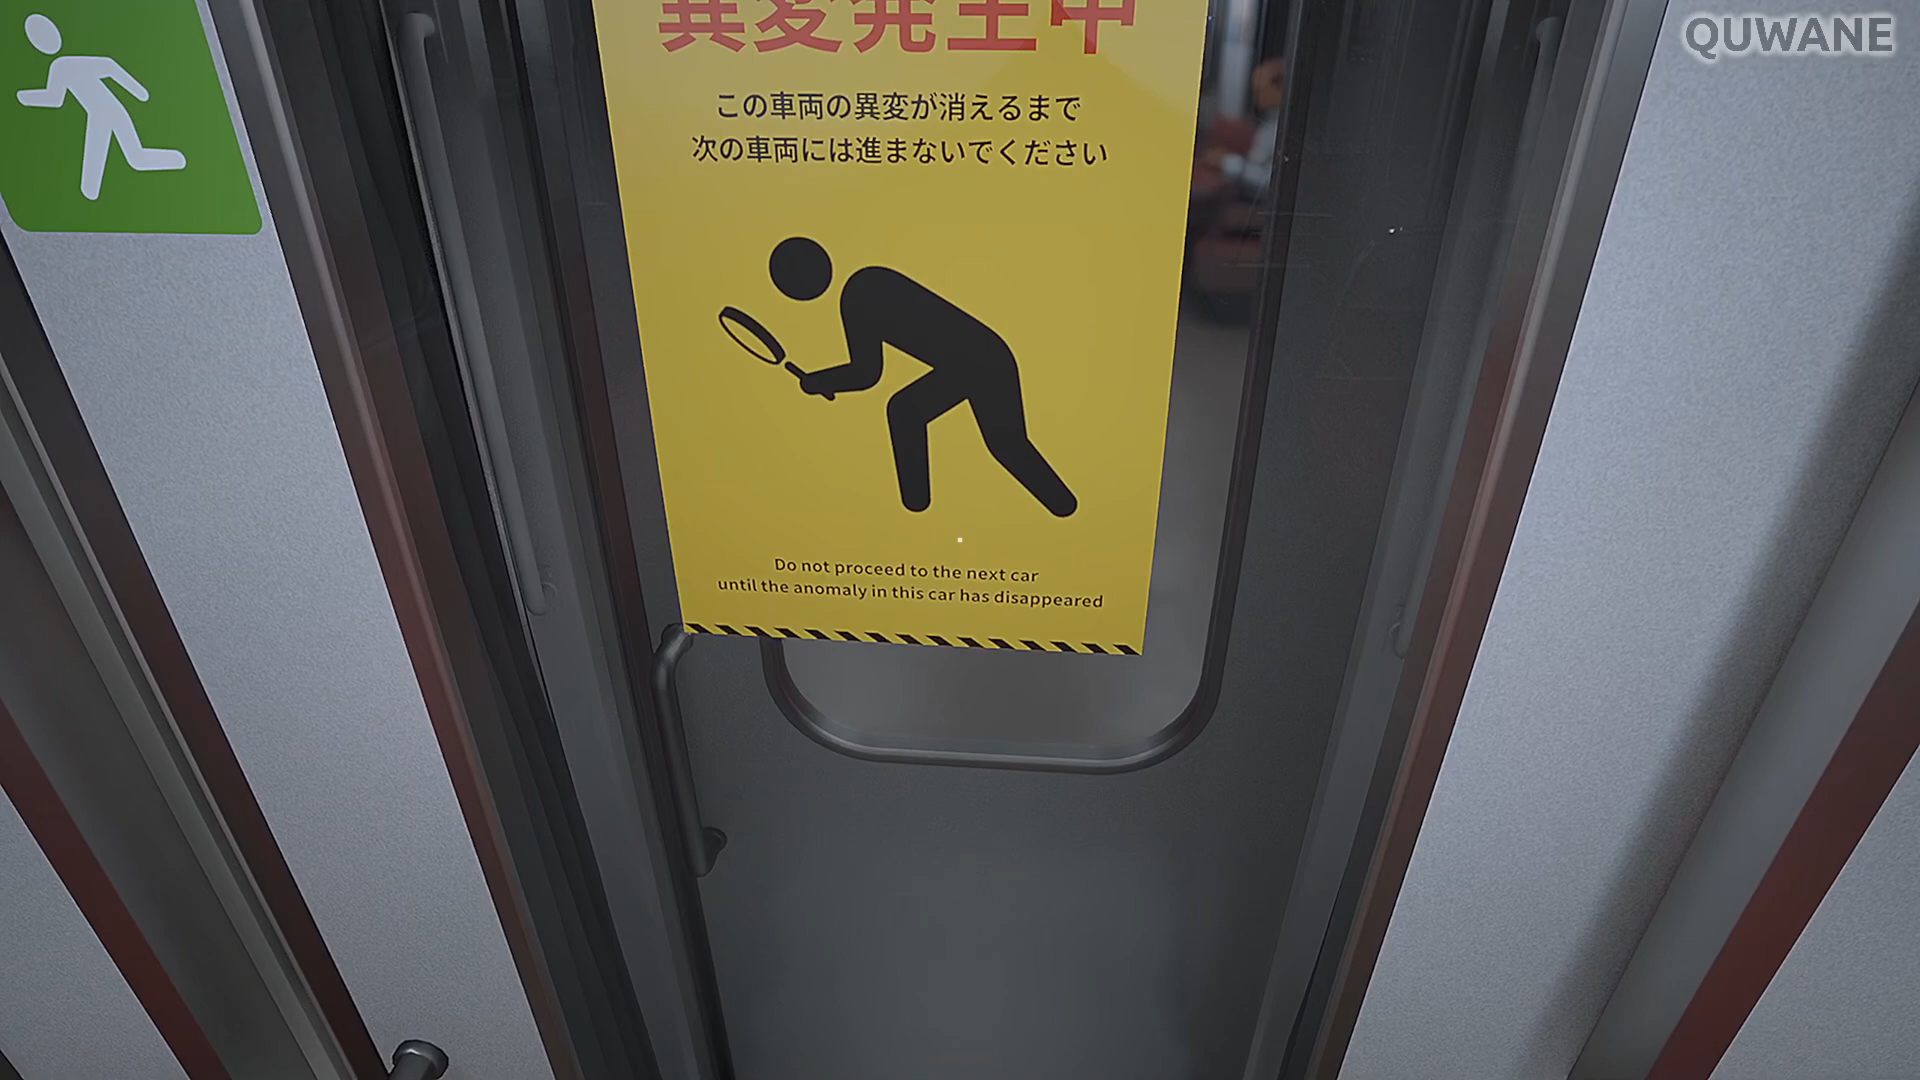 異変発生中
QUWANE
この車両の異変が消えるまで
次の車両には進まないでください
Do not proceed to the next car
until the anomaly in this car has disappeared